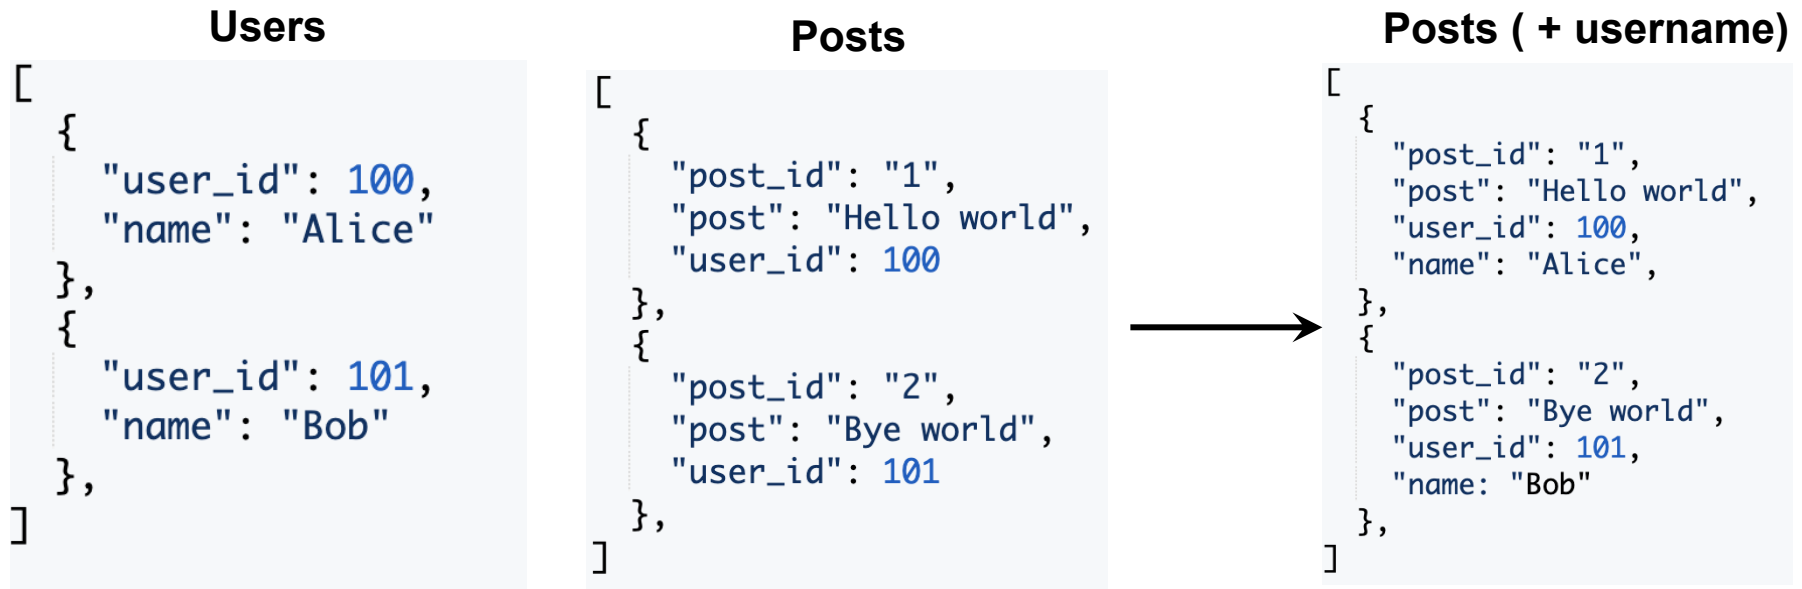 Users
[
{
"user_id": 100,
"name": "Alice"
},
{
"user_id": 101,
"name": "Bob"
},
]
Posts
[
{
"post_id": "1",
"post": "Hello world",
"user_id": 100
},
{
"post_id": "2",
"post": "Bye world",
"user_id": 101
},
]
Posts ( + username)
[
{
"post_id": "1",
"post": "Hello world",
"user_id": 100,
"name": "Alice",
},
{
"post_id": "2",
"post": "Bye world",
"user_id": 101,
"name: "Bob"
},
]